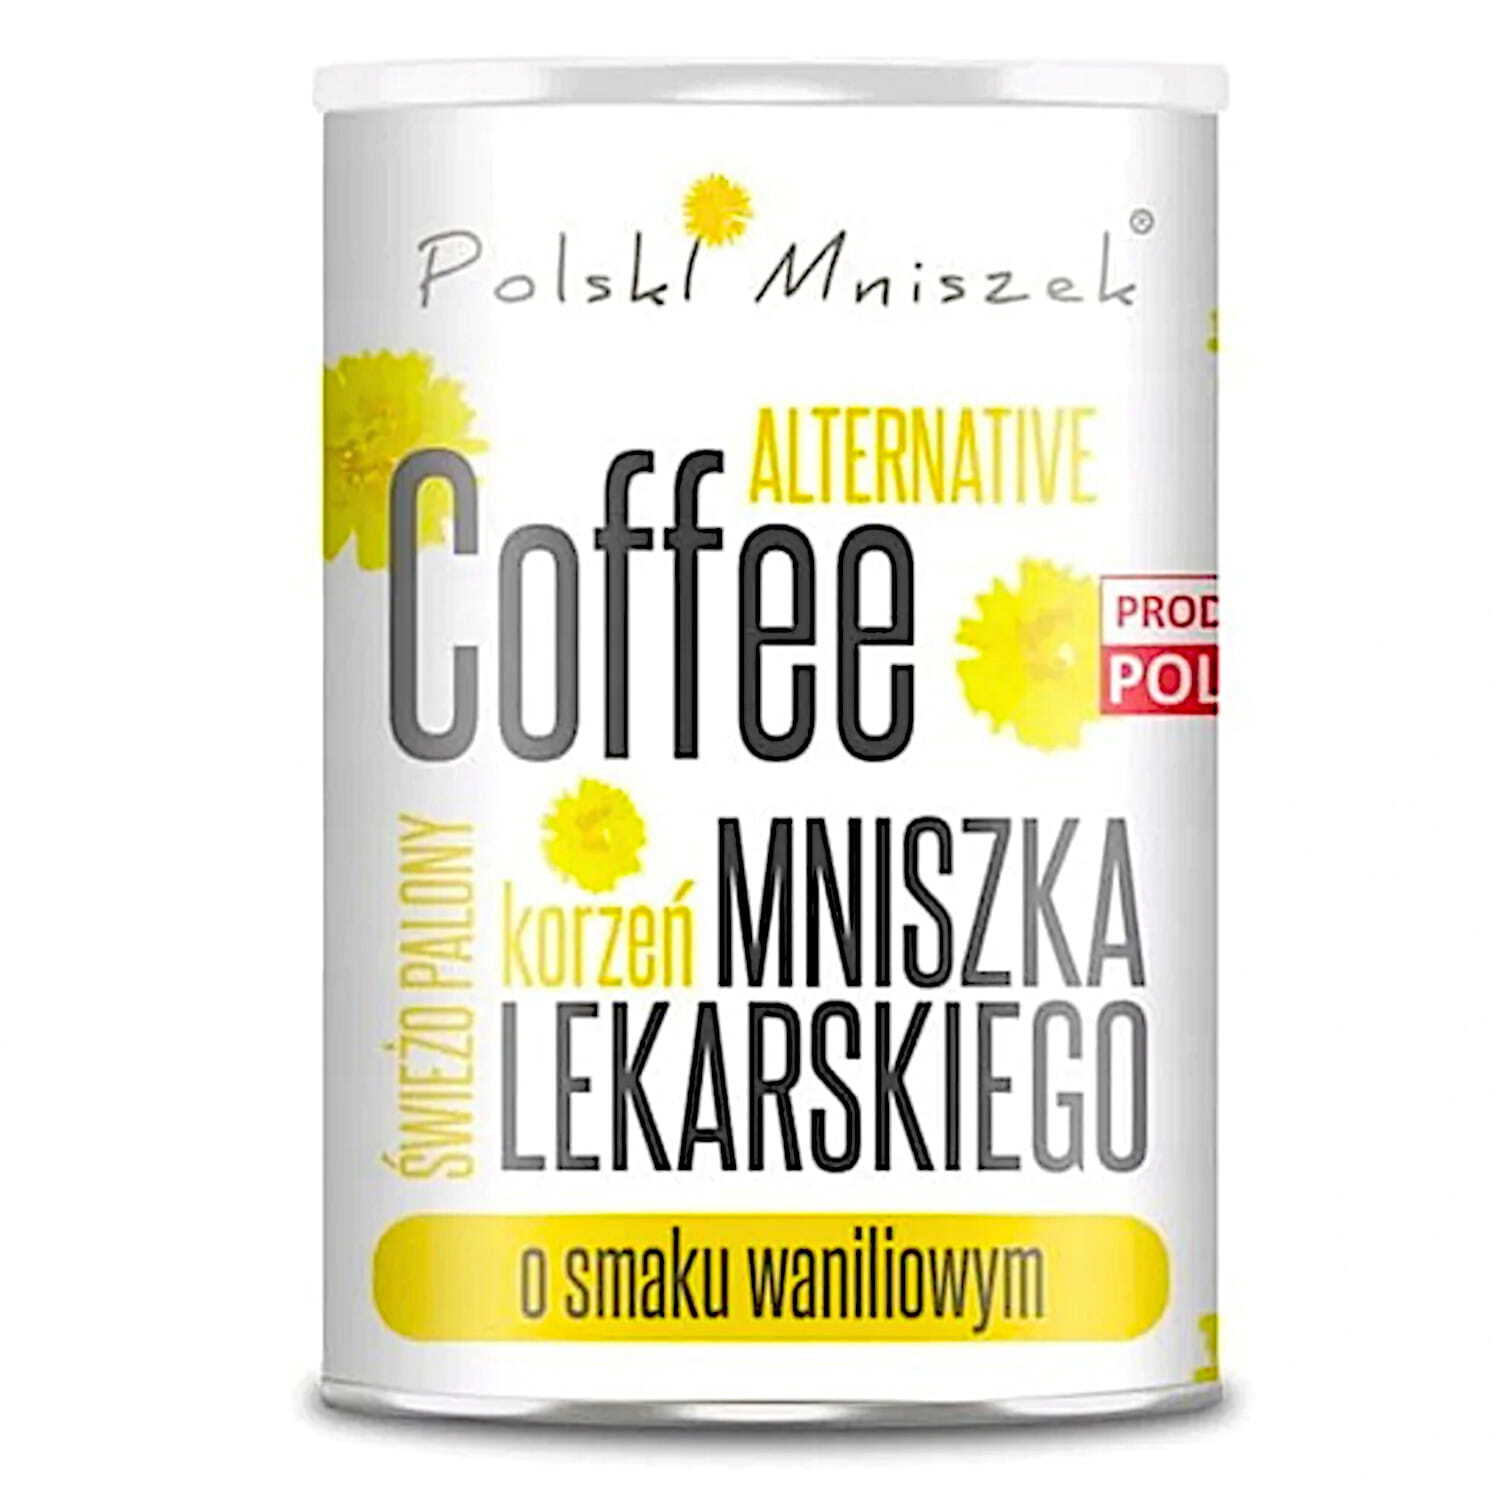 Polski Mniszek®
ALTERNATIVE
Coffee
PROD
POL
ŚWIEŻO PALONY
korzeń MNISZKA
LEKARSKIEGO
o smaku waniliowym